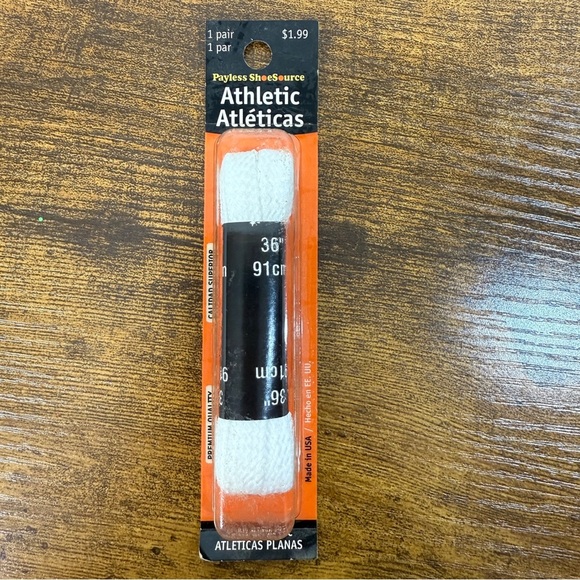 1 pair
$1.99
1 par
Payless ShoeSource
Athletic
Atléticas
36"
91cm
CALIDAD SUPERIOR
91cm
36"
PREMIUM QUALITY
Made in USA / Hecho en EE. UU.
ATLETICAS PLANAS